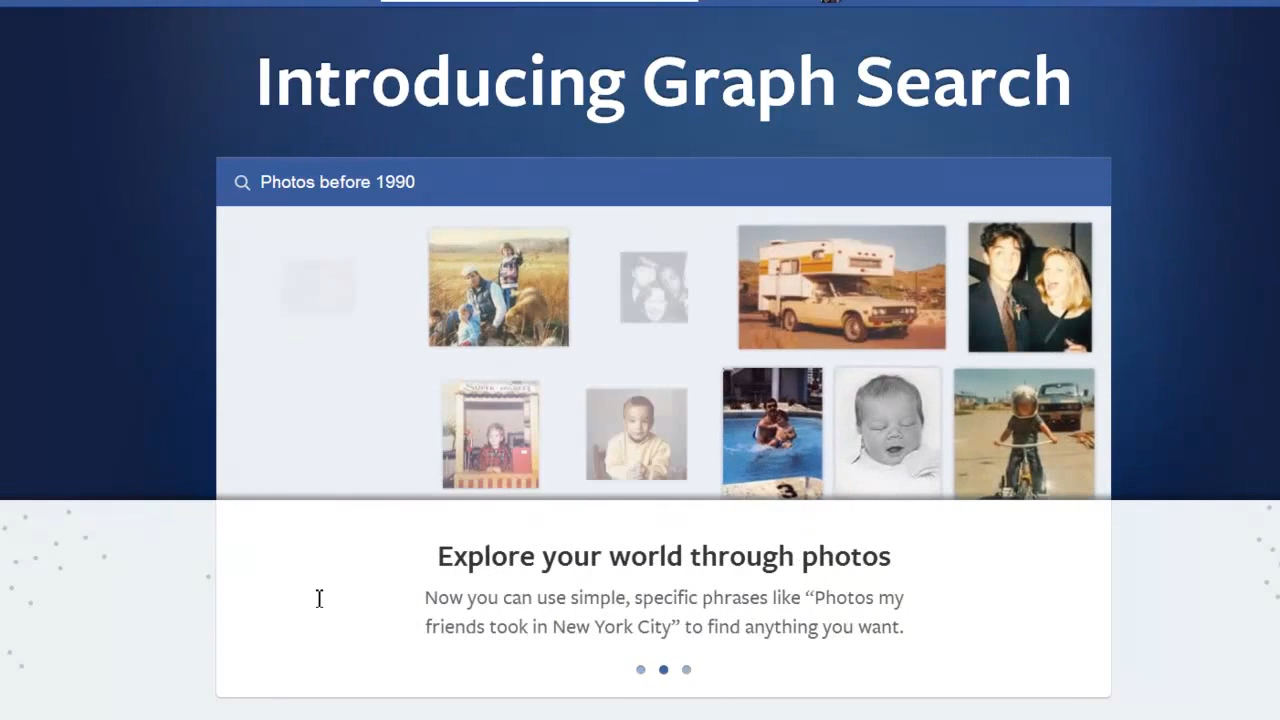 Introducing Graph Search
Photos before 1990
Explore your world through photos
Now you can use simple, specific phrases like “Photos my
friends took in New York City” to find anything you want.
3